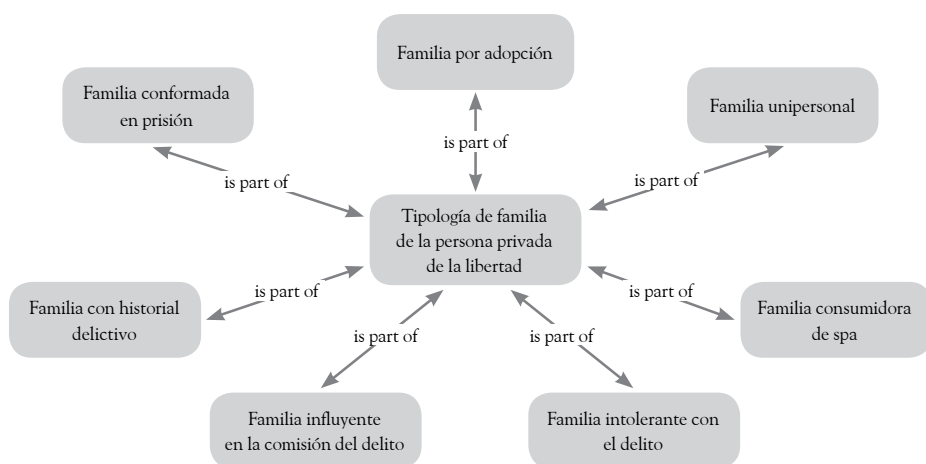 Familia por adopción
Familia conformada
en prisión
Familia unipersonal
is part of
is part of
is part of
Tipología de familia
de la persona privada
de la libertad
Familia con historial
delictivo
is part of
is part of
Familia consumidora
de spa
is part of
is part of
Familia influyente
en la comisión del delito
Familia intolerante con
el delito